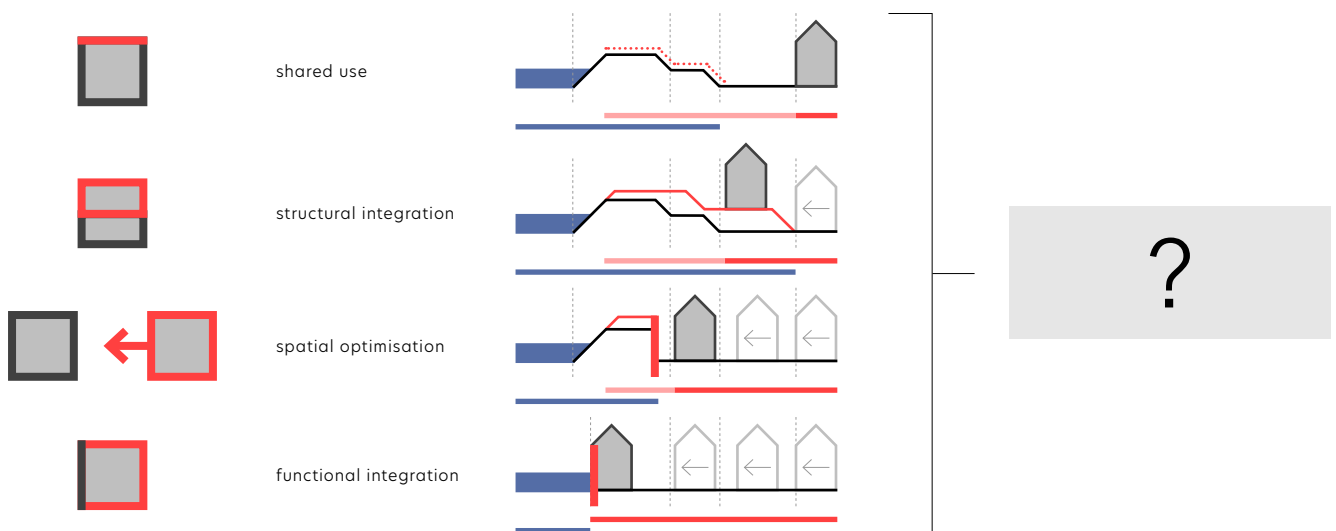 shared use
structural integration
?
spatial optimisation
functional integration